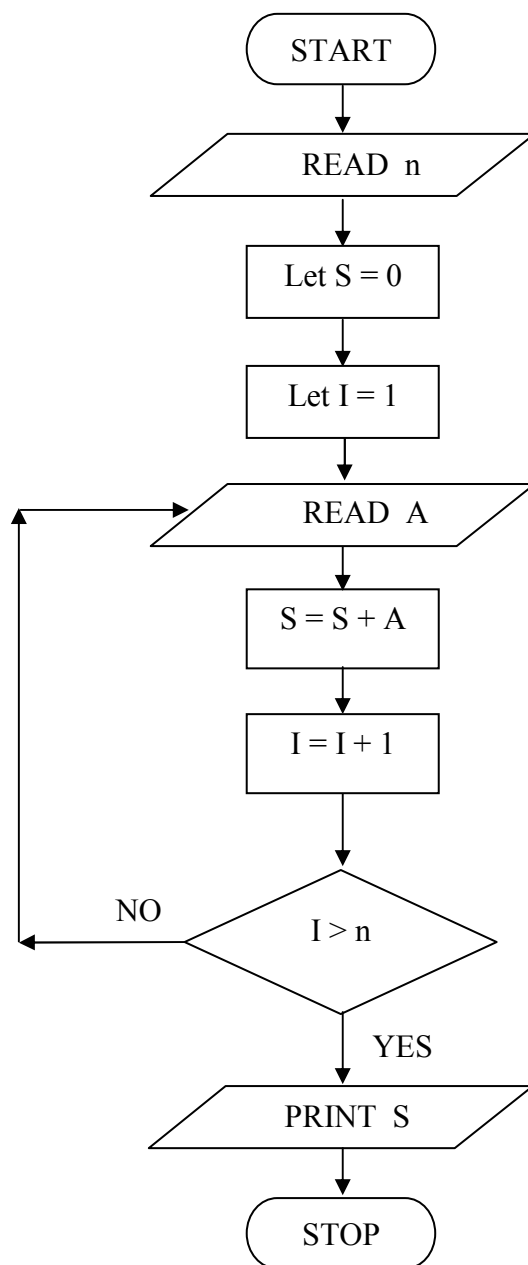 START
READ n
Let S = 0
Let I = 1
READ A
S = S + A
I = I + 1
I > n
NO
YES
PRINT S
STOP